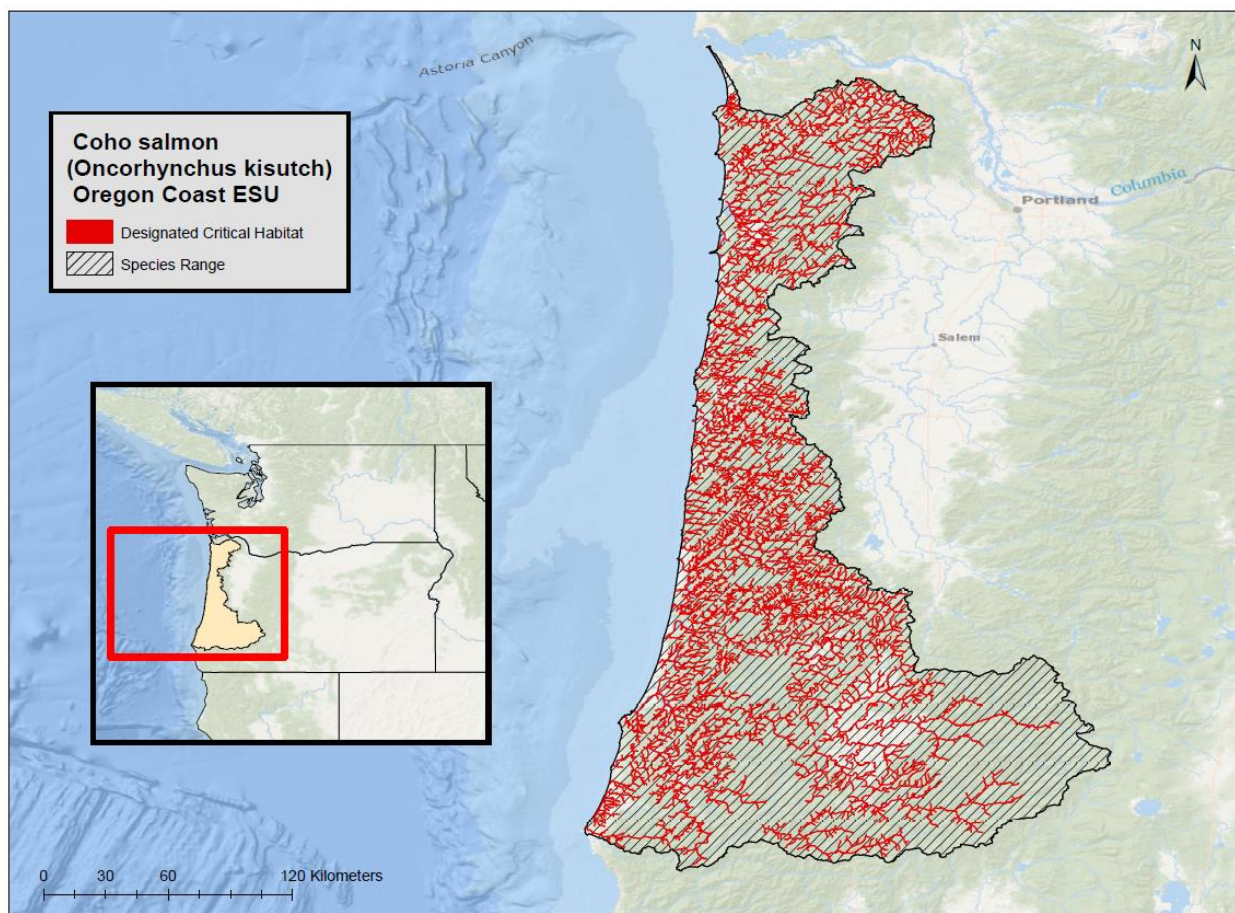 Astoria Canyon
N
Coho salmon
(Oncorhynchus kisutch)
Oregon Coast ESU
Designated Critical Habitat
Species Range
Columbia
Portland
Salem
0 30 60 120 Kilometers